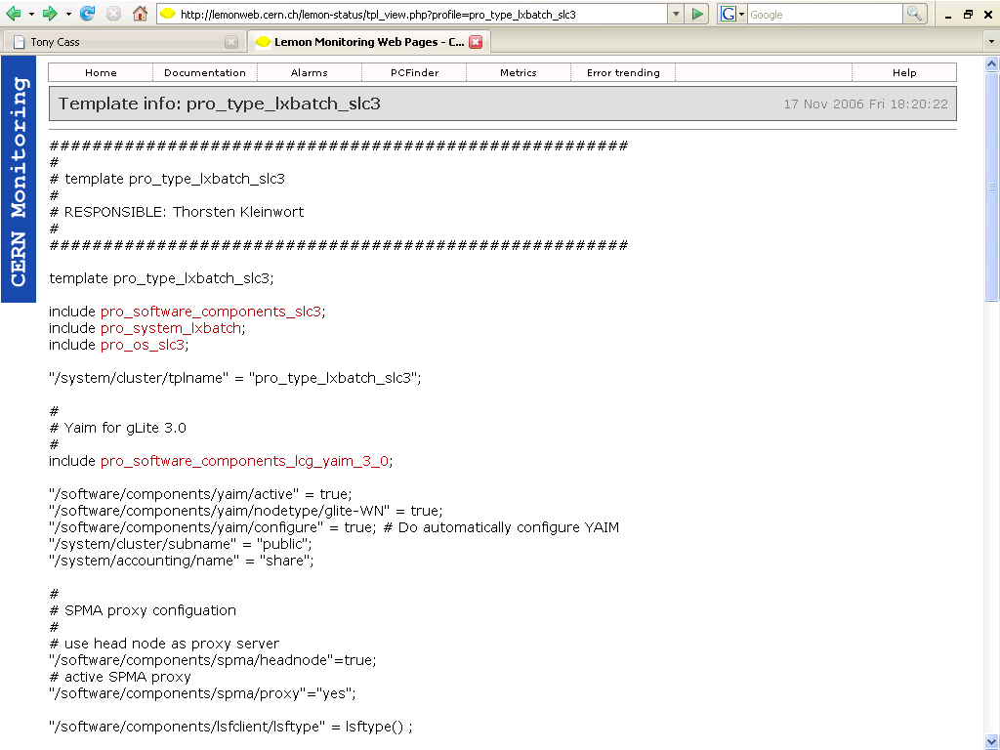 http://lemonweb.cern.ch/lemon-status/tpl_view.php?profile=pro_type_lxbatch_slc3
Google
Tony Cass
Lemon Monitoring Web Pages - C...
CERN Monitoring
Home Documentation Alarms PCFinder Metrics Error trending Help
Template info: pro_type_lxbatch_slc3 17 Nov 2006 Fri 18:20:22
######################################################
#
# template pro_type_lxbatch_slc3
#
# RESPONSIBLE: Thorsten Kleinwort
#
######################################################
template pro_type_lxbatch_slc3;
include pro_software_components_slc3;
include pro_system_lxbatch;
include pro_os_slc3;
"/system/cluster/tplname" = "pro_type_lxbatch_slc3";
#
# Yaim for gLite 3.0
#
include pro_software_components_lcg_yaim_3_0;
"/software/components/yaim/active" = true;
"/software/components/yaim/nodetype/glite-WN" = true;
"/software/components/yaim/configure" = true; # Do automatically configure YAIM
"/system/cluster/subname" = "public";
"/system/accounting/name" = "share";
#
# SPMA proxy configuation
#
# use head node as proxy server
"/software/components/spma/headnode"=true;
# active SPMA proxy
"/software/components/spma/proxy"="yes";
"/software/components/lsfclient/lsftype" = lsftype() ;